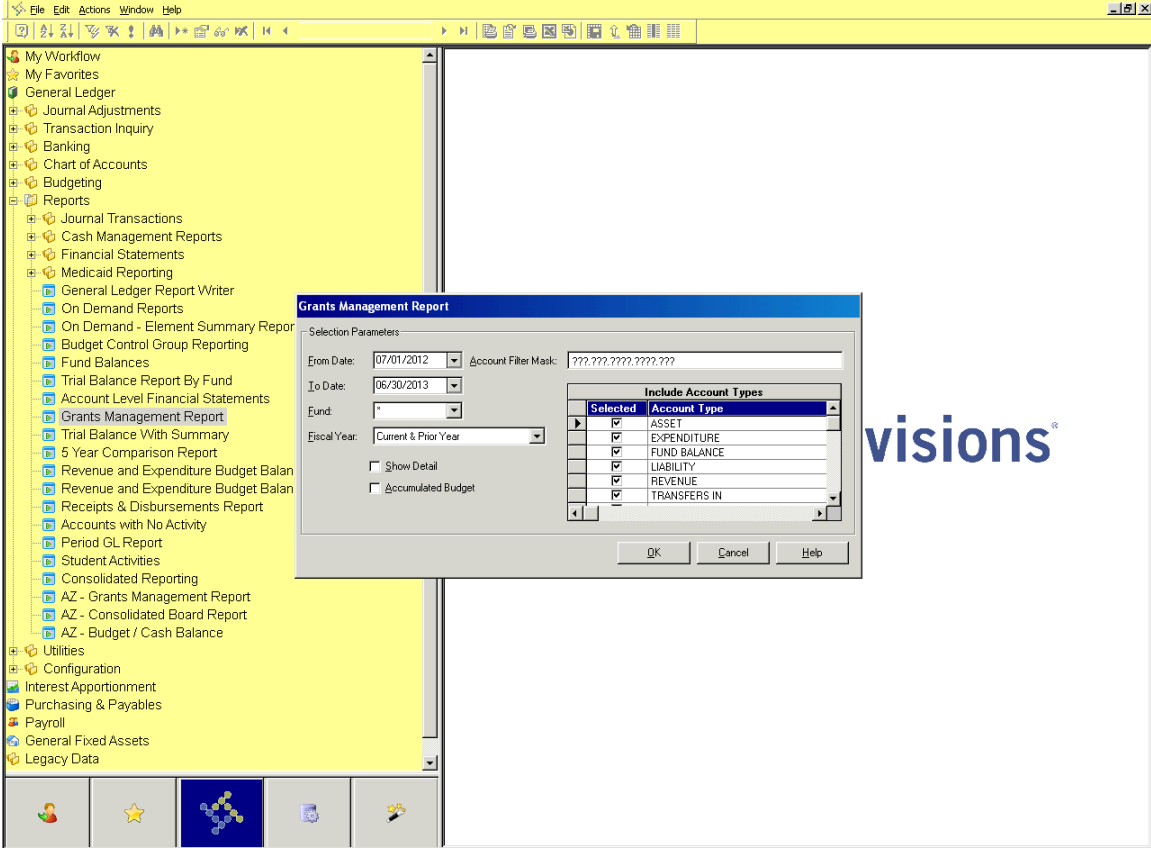 File Edit Actions Window Help
My Workflow
My Favorites
General Ledger
Journal Adjustments
Transaction Inquiry
Banking
Chart of Accounts
Budgeting
Reports
Journal Transactions
Cash Management Reports
Financial Statements
Medicaid Reporting
General Ledger Report Writer
On Demand Reports
On Demand - Element Summary Repor
Budget Control Group Reporting
Fund Balances
Trial Balance Report By Fund
Account Level Financial Statements
Grants Management Report
Trial Balance With Summary
5 Year Comparison Report
Revenue and Expenditure Budget Balan
Revenue and Expenditure Budget Balan
Receipts & Disbursements Report
Accounts with No Activity
Period GL Report
Student Activities
Consolidated Reporting
AZ - Grants Management Report
AZ - Consolidated Board Report
AZ - Budget / Cash Balance
Utilities
Configuration
Interest Apportionment
Purchasing & Payables
Payroll
General Fixed Assets
Legacy Data
Grants Management Report
Selection Parameters
From Date: 07/01/2012 Account Filter Mask: ???.???.????.????.???
To Date: 06/30/2013
Fund: *
Fiscal Year: Current & Prior Year
Show Detail
Accumulated Budget
Include Account Types
Selected Account Type
ASSET
EXPENDITURE
FUND BALANCE
LIABILITY
REVENUE
TRANSFERS IN
OK Cancel Help
visions®